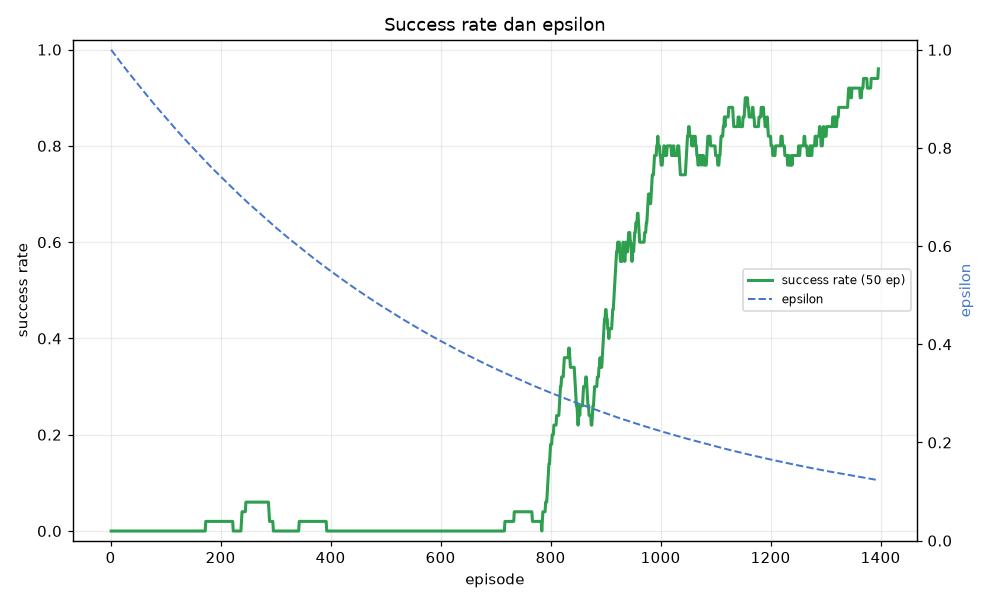 Success rate dan epsilon
1.0
0.8
0.6
0.4
0.2
0.0
success rate
1.0
0.8
0.6
0.4
0.2
0.0
epsilon
success rate (50 ep)
epsilon
0 200 400 600 800 1000 1200 1400
episode